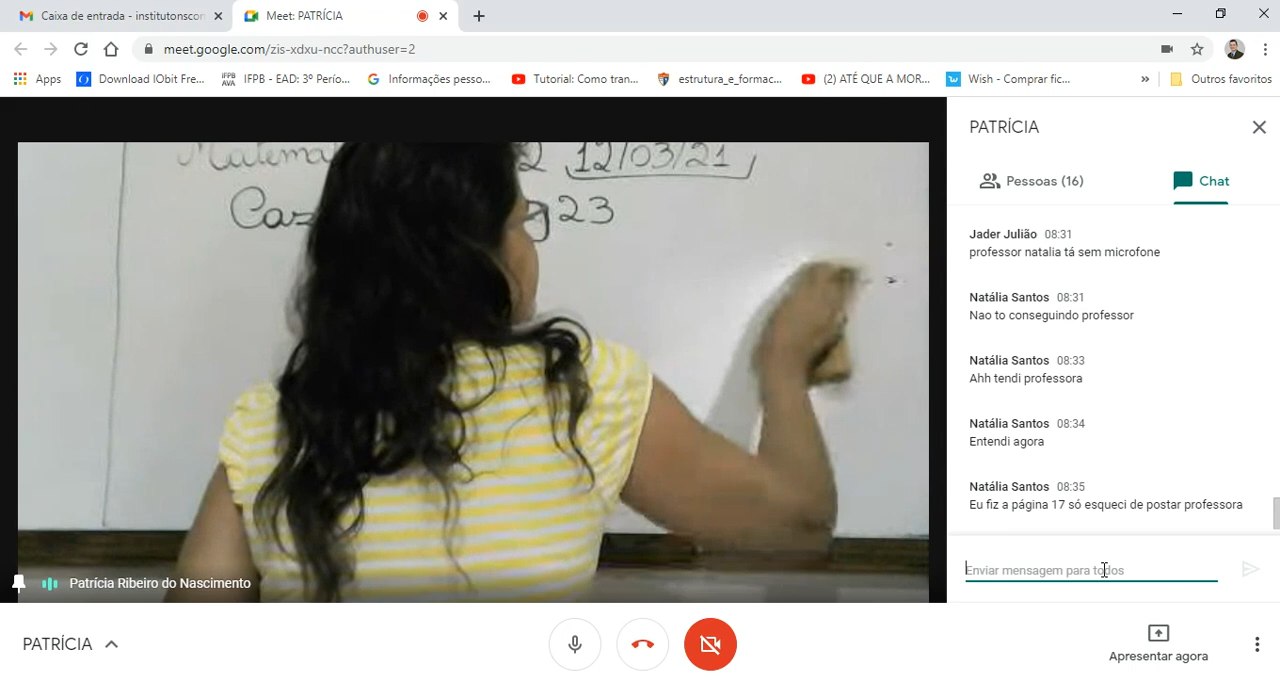 Caixa de entrada - institutonscon
Meet: PATRÍCIA
meet.google.com/zis-xdxu-ncc?authuser=2
Apps
Download IObit Fre...
IFPB AVA
IFPB - EAD: 3º Perío...
Informações pesso...
Tutorial: Como tran...
estrutura_e_formac...
(2) ATÉ QUE A MOR...
Wish - Comprar fic...
»
Outros favoritos
12/03/21
23
Patrícia Ribeiro do Nascimento
PATRÍCIA
Pessoas (16)
Chat
Jader Julião 08:31
professor natalia tá sem microfone
Natália Santos 08:31
Nao to conseguindo professor
Natália Santos 08:33
Ahh tendi professora
Natália Santos 08:34
Entendi agora
Natália Santos 08:35
Eu fiz a página 17 só esqueci de postar professora
Enviar mensagem para todos
PATRÍCIA
Apresentar agora